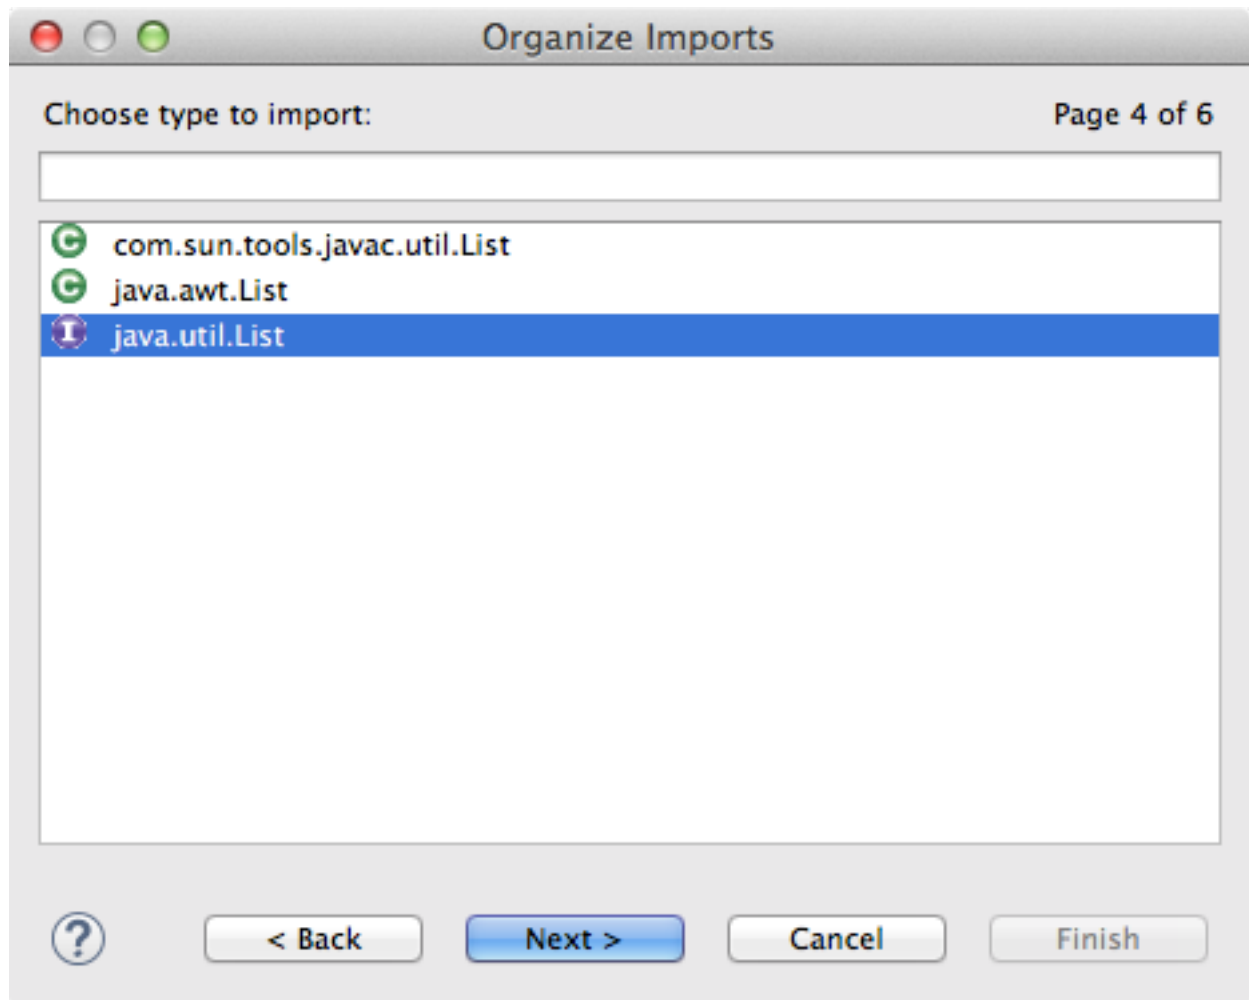 Organize Imports
Choose type to import: Page 4 of 6
C com.sun.tools.javac.util.List
C java.awt.List
I java.util.List
? < Back Next > Cancel Finish